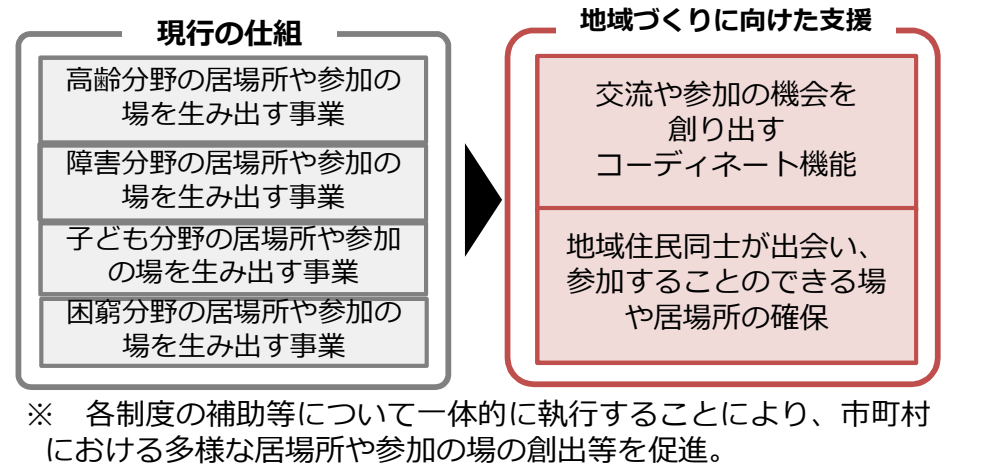 現行の仕組
高齢分野の居場所や参加の
場を生み出す事業
障害分野の居場所や参加の
場を生み出す事業
子ども分野の居場所や参加
の場を生み出す事業
困窮分野の居場所や参加の
場を生み出す事業
地域づくりに向けた支援
交流や参加の機会を
創り出す
コーディネート機能
地域住民同士が出会い、
参加することのできる場
や居場所の確保
※　各制度の補助等について一体的に執行することにより、市町村
における多様な居場所や参加の場の創出等を促進。